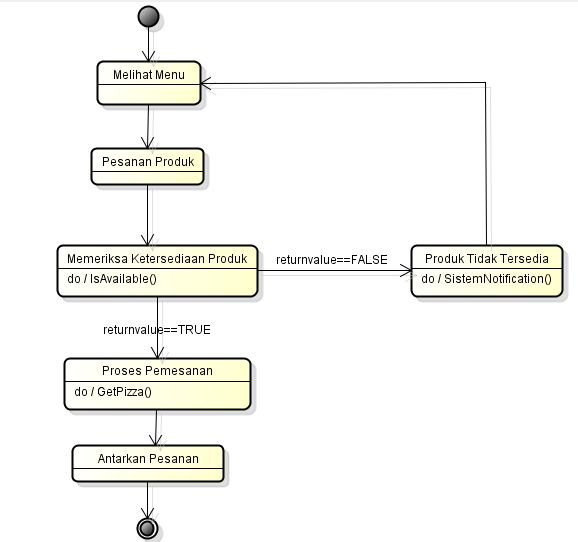 Melihat Menu
Pesanan Produk
Memeriksa Ketersediaan Produk
do / IsAvailable()
returnvalue==FALSE
Produk Tidak Tersedia
do / SistemNotification()
returnvalue==TRUE
Proses Pemesanan
do / GetPizza()
Antarkan Pesanan